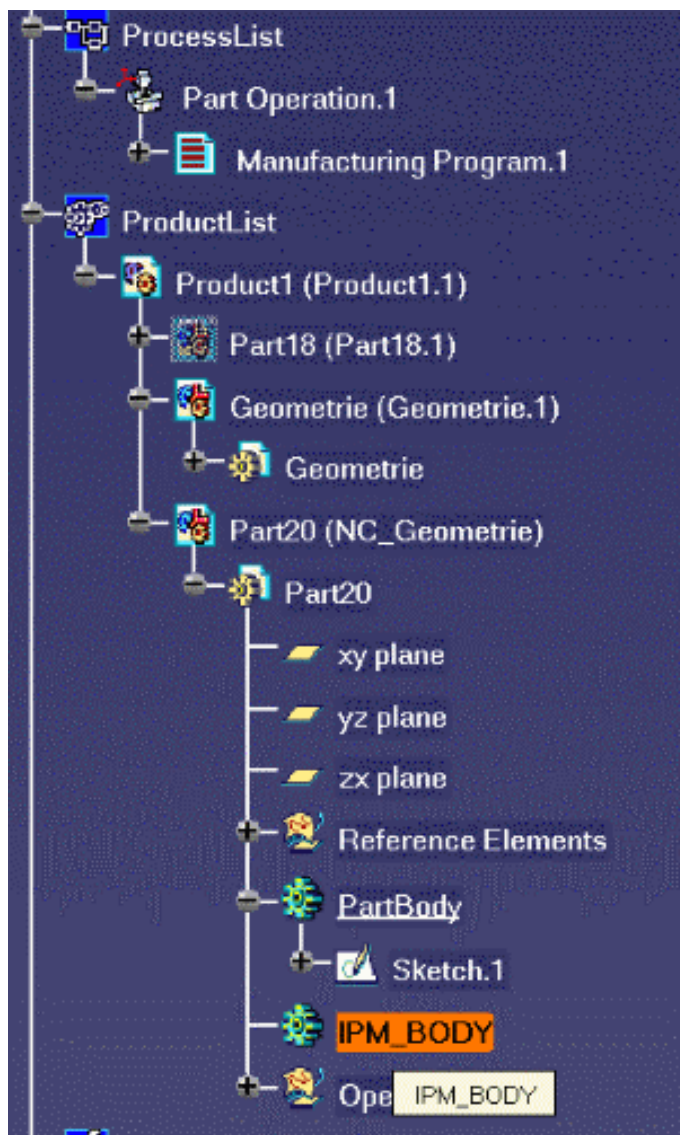 ProcessList
Part Operation.1
Manufacturing Program.1
ProductList
Product1 (Product1.1)
Part18 (Part18.1)
Geometrie (Geometrie.1)
Geometrie
Part20 (NC_Geometrie)
Part20
xy plane
yz plane
zx plane
Reference Elements
PartBody
Sketch.1
IPM_BODY
Ope IPM_BODY